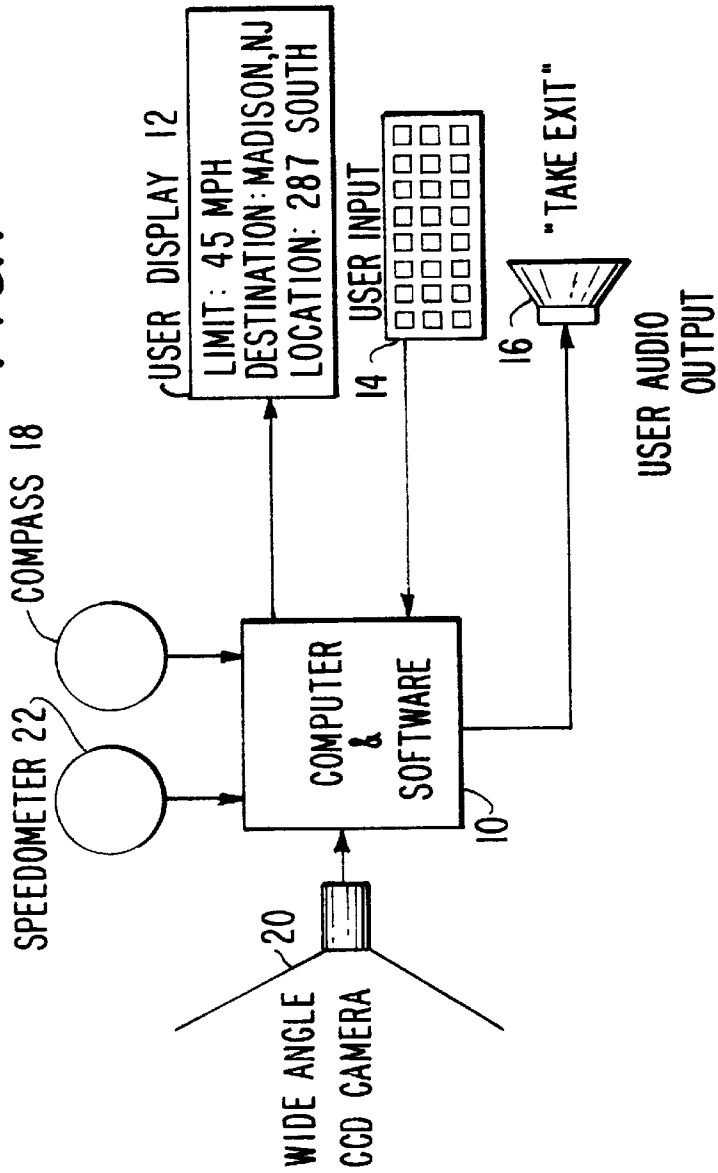 SPEEDOMETER 22
COMPASS 18
USER DISPLAY 12
LIMIT: 45 MPH
DESTINATION: MADISON, NJ
LOCATION: 287 SOUTH
USER INPUT
14
COMPUTER
&
SOFTWARE
10
20
WIDE ANGLE
CCD CAMERA
16
"TAKE EXIT"
USER AUDIO
OUTPUT